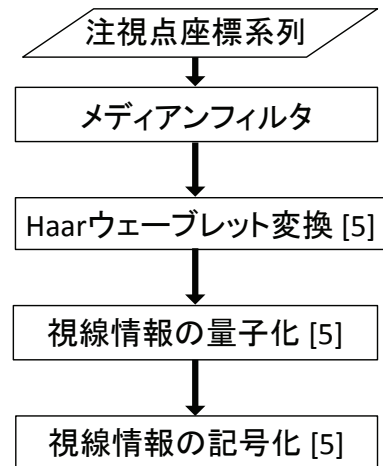 注視点座標系列
メディアンフィルタ
Haarウェーブレット変換 [5]
視線情報の量子化 [5]
視線情報の記号化 [5]